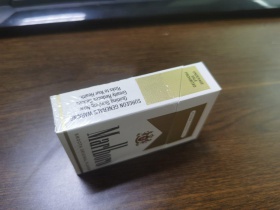 SURGEON GENERAL'S WARNING:
Quitting Smoking Now
Greatly Reduces Serious
Risks to Your Health.
Marlboro